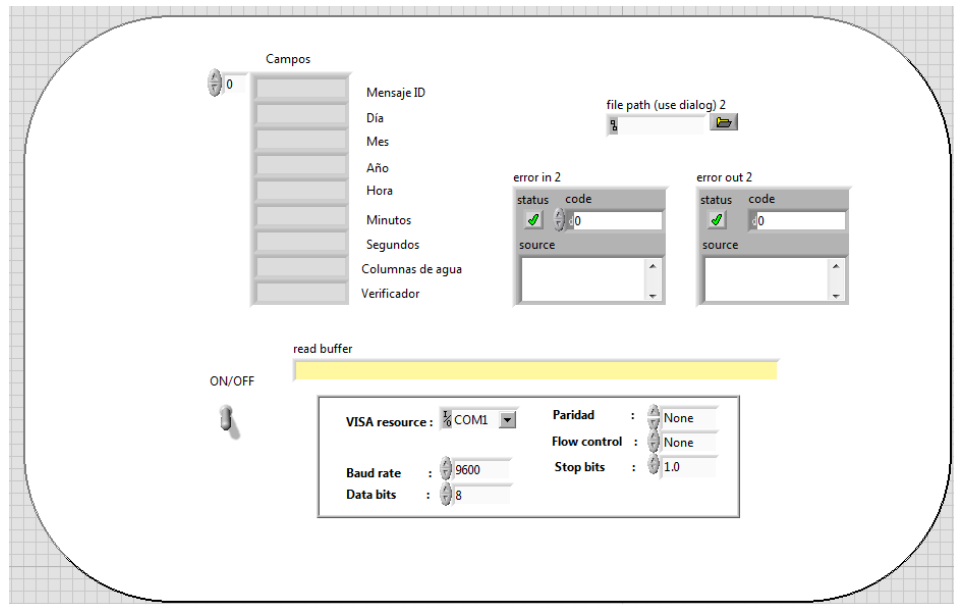 Campos
0
Mensaje ID
Día
Mes
Año
Hora
Minutos
Segundos
Columnas de agua
Verificador
file path (use dialog) 2
error in 2
status code
0
source
error out 2
status code
0
source
read buffer
ON/OFF
VISA resource : COM1
Baud rate : 9600
Data bits : 8
Paridad : None
Flow control : None
Stop bits : 1.0